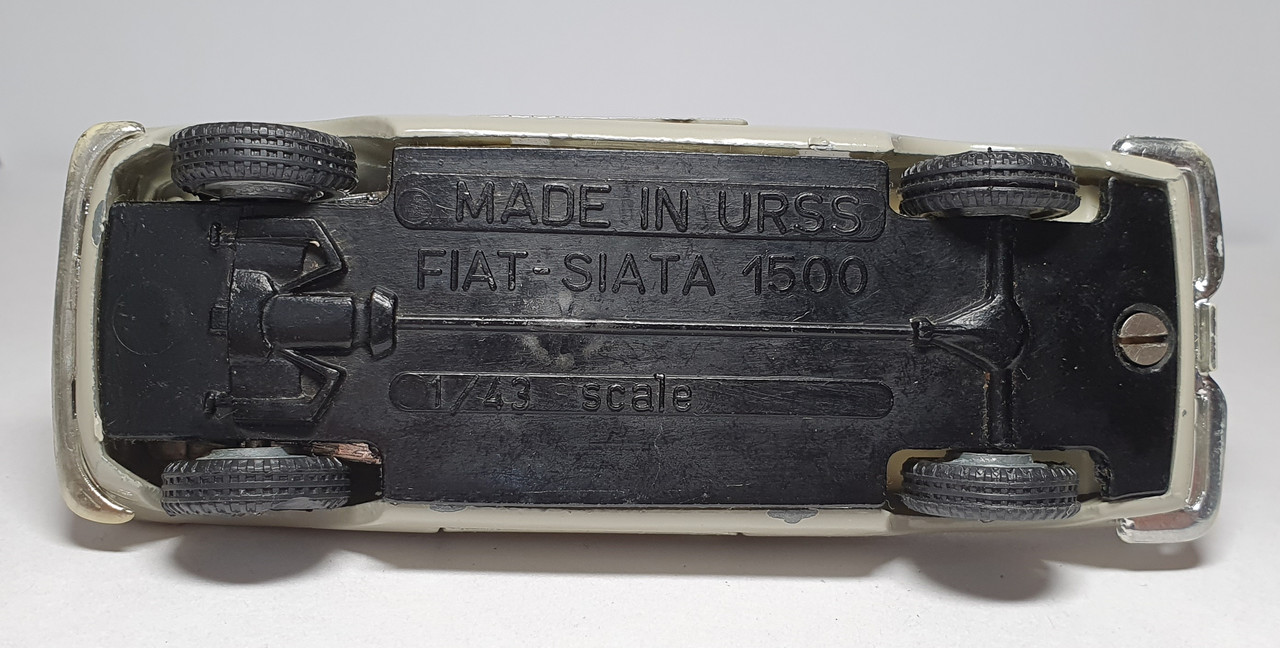 MADE IN URSS
FIAT-SIATA 1500
1/43 scale